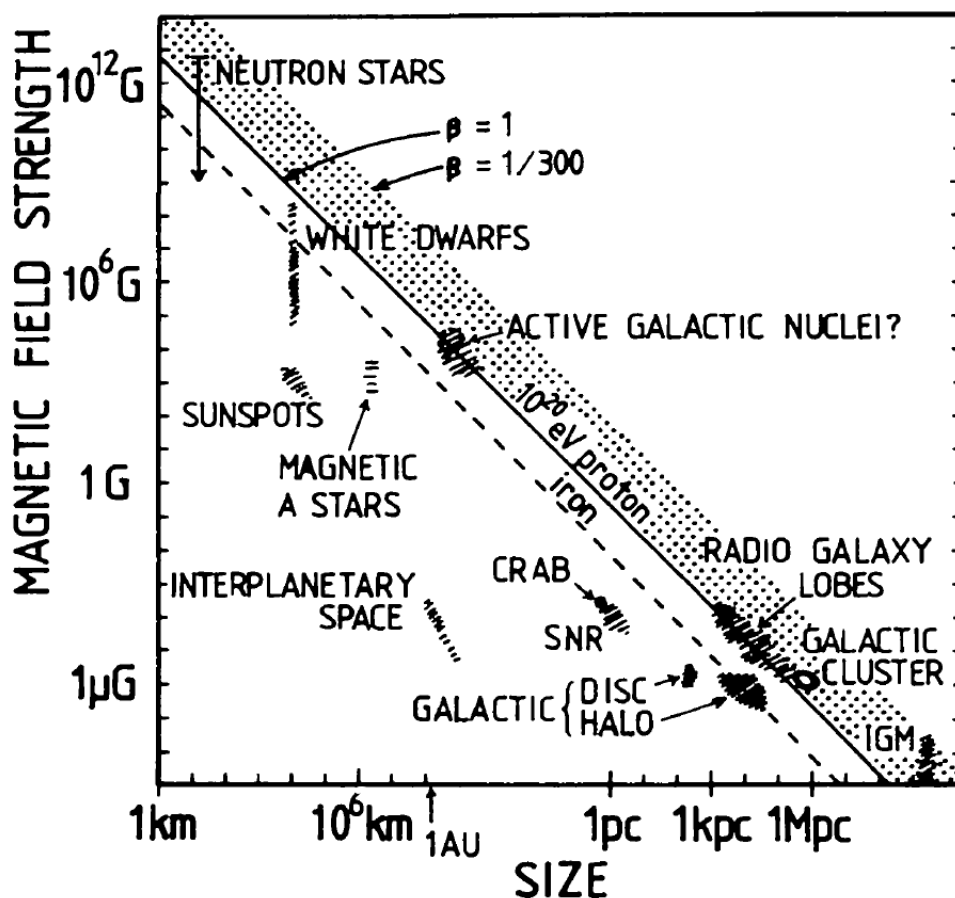 MAGNETIC FIELD STRENGTH
10¹²G
10⁶G
1G
1µG
NEUTRON STARS
β = 1
β = 1/300
WHITE DWARFS
ACTIVE GALACTIC NUCLEI?
SUNSPOTS
10²⁰ eV proton
iron
MAGNETIC
A STARS
RADIO GALAXY
LOBES
CRAB
INTERPLANETARY
SPACE
SNR
GALACTIC
CLUSTER
GALACTIC { DISC
HALO
IGM
1km
10⁶km
1AU
1pc
1kpc
1Mpc
SIZE